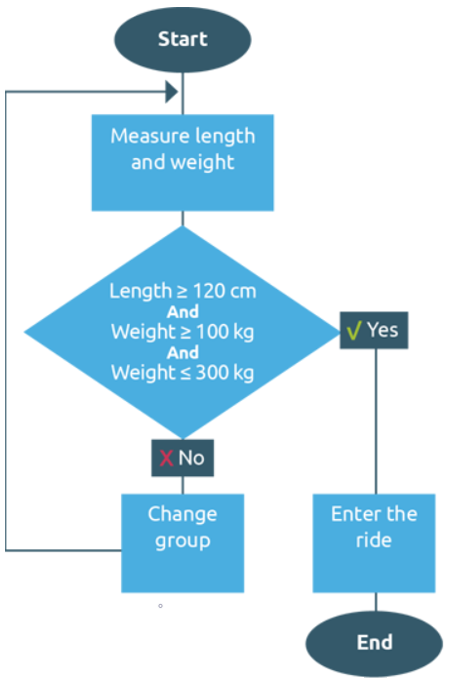 Start
Measure length
and weight
Length ≥ 120 cm
And
Weight ≥ 100 kg
And
Weight ≤ 300 kg
√ Yes
X No
Change
group
Enter the
ride
End